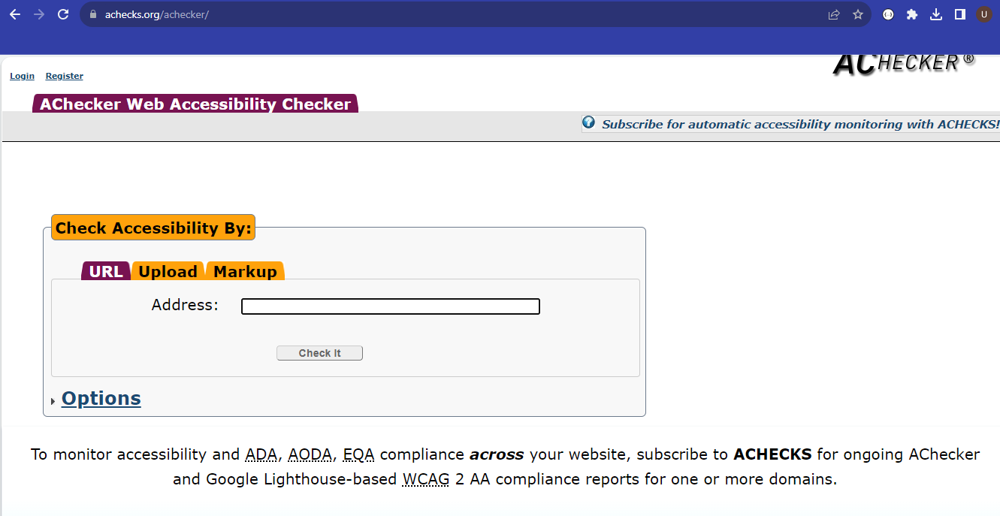 achecks.org/achecker/
U
ACHECKER®
Login Register
AChecker Web Accessibility Checker
Subscribe for automatic accessibility monitoring with ACHECKS!
Check Accessibility By:
URL Upload Markup
Address:
Check It
Options
To monitor accessibility and ADA, AODA, EQA compliance across your website, subscribe to ACHECKS for ongoing AChecker
and Google Lighthouse-based WCAG 2 AA compliance reports for one or more domains.